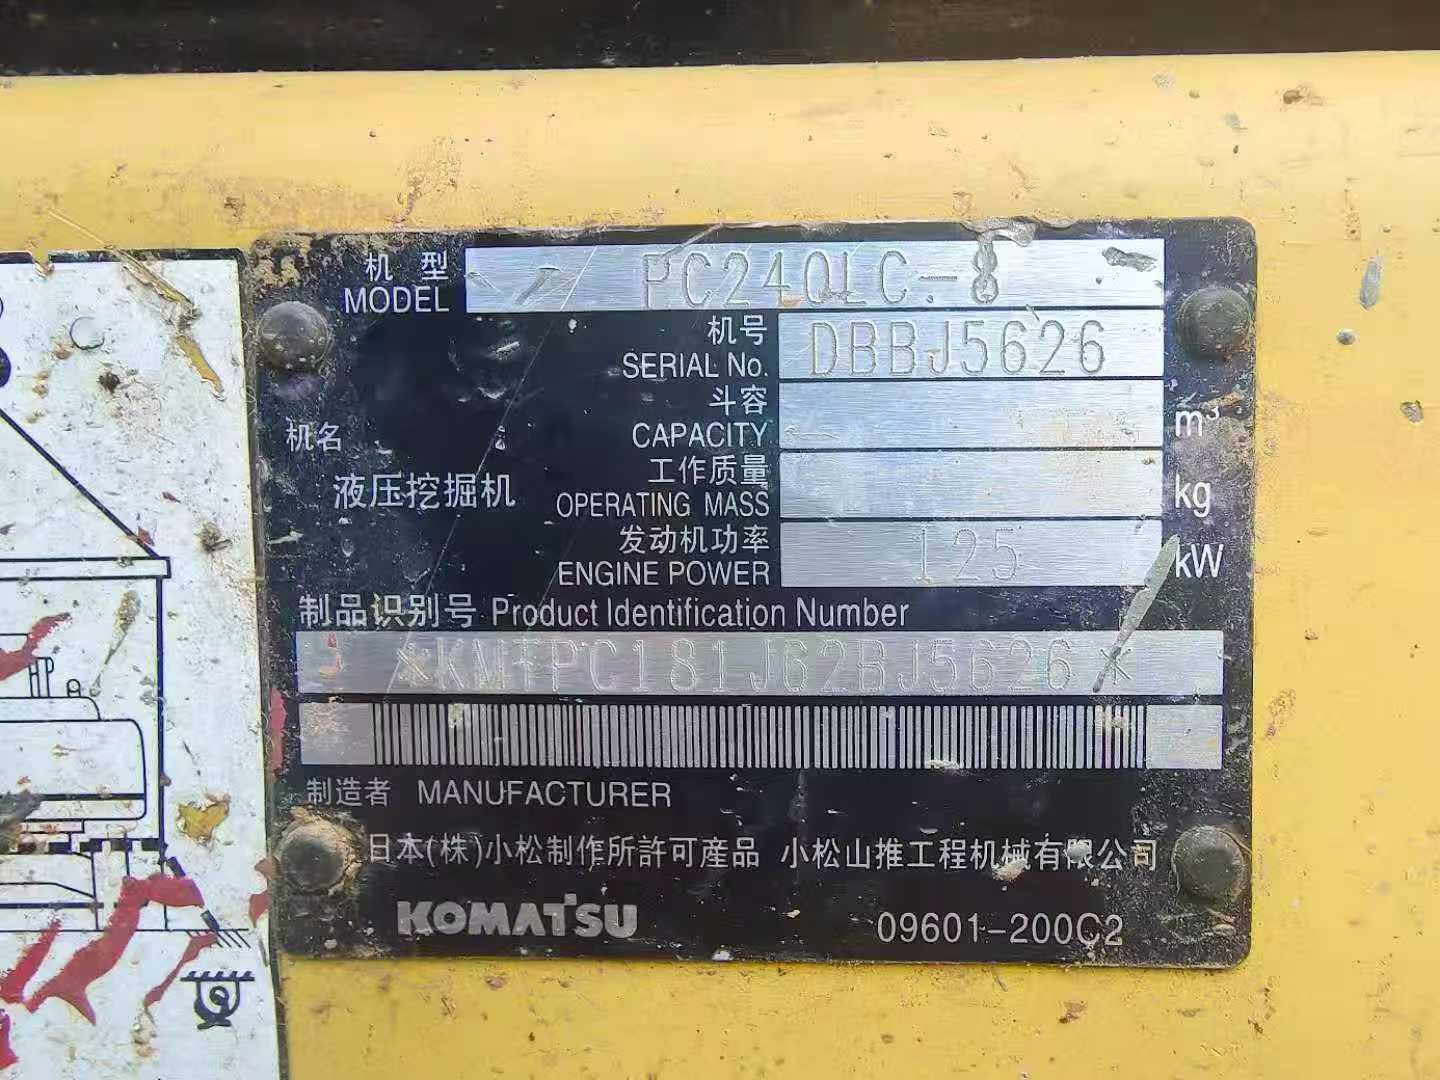 机型 MODEL PC240LC-8
机号 SERIAL No. DBBJ5626
斗容 CAPACITY m³
机名
液压挖掘机
工作质量 OPERATING MASS kg
发动机功率 ENGINE POWER 125 kW
制品识别号 Product Identification Number
*KMTPC181J62BJ5626*
制造者 MANUFACTURER
日本(株)小松制作所許可産品 小松山推工程机械有限公司
KOMATSU 09601-200C2